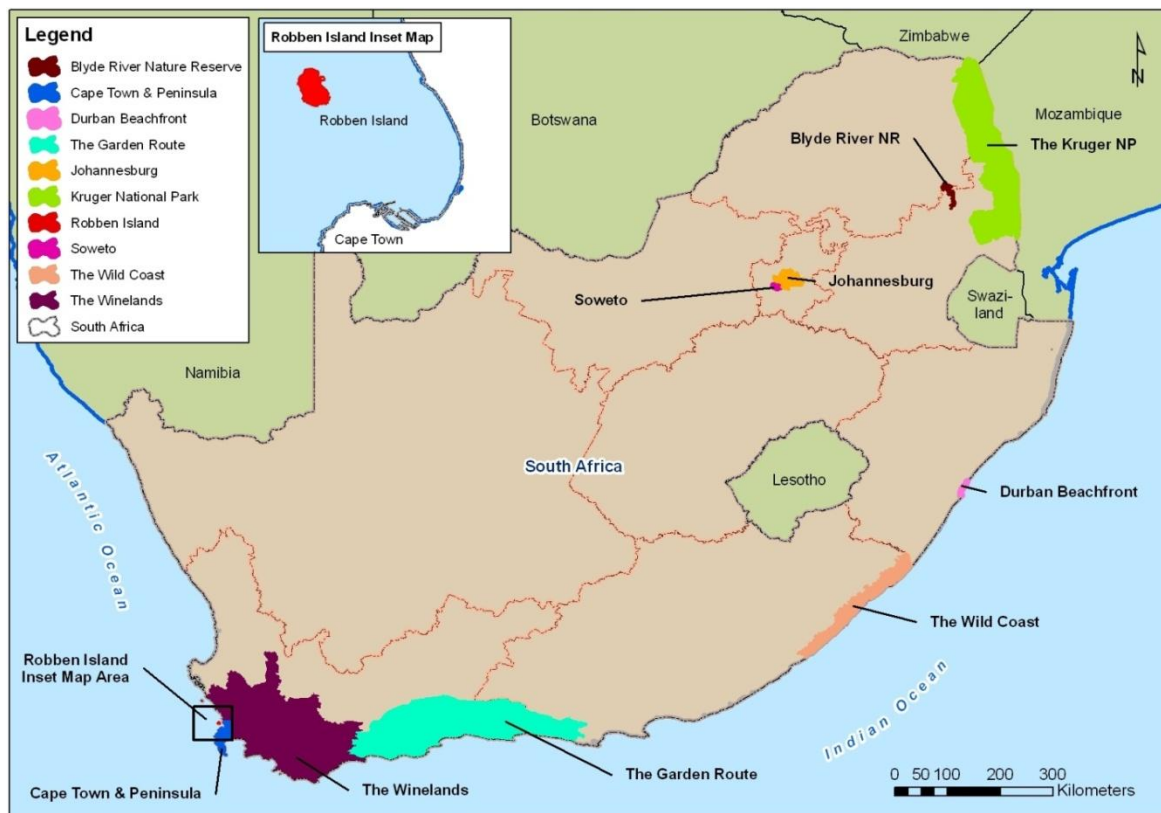 Legend
Blyde River Nature Reserve
Cape Town & Peninsula
Durban Beachfront
The Garden Route
Johannesburg
Kruger National Park
Robben Island
Soweto
The Wild Coast
The Winelands
South Africa
Robben Island Inset Map
Robben Island
Cape Town
Zimbabwe
N
Botswana
Mozambique
Blyde River NR
The Kruger NP
Johannesburg
Soweto
Swazi-
land
Namibia
Atlantic Ocean
South Africa
Lesotho
Durban Beachfront
The Wild Coast
Robben Island
Inset Map Area
Indian Ocean
The Garden Route
The Winelands
Cape Town & Peninsula
0 50 100 200 300
Kilometers